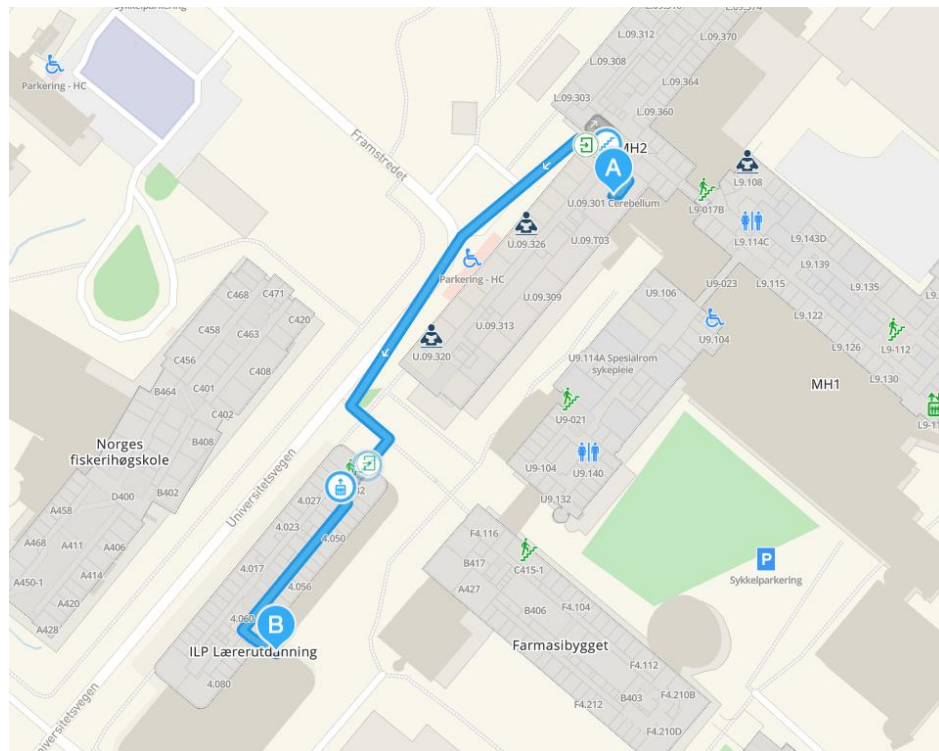 Sykkelparkering
L.09.370
L.09.312
L.09.308
L.09.364
Parkering - HC
L.09.303
L.09.360
Framstredet
MH2
A
L9.108
U.09.301 Cerebellum
L9-017B
U.09.326
U.09.T03
L9.114C
L9.143D
L9.139
Parkering - HC
C468
C471
U9.106
U9-023
L9.115
L9.135
U.09.309
C458
C463
C420
L9.122
U.09.313
U9.104
L9.126
L9-112
C456
C408
U.09.320
U9.114A Spesialrom
sykepleie
L9.130
MH1
B464
C401
C402
U9-021
Norges
fiskerihøgskole
B408
U9-104
U9.140
D400
B402
U9.132
Universitetsvegen
4.027
A458
4.023
4.050
F4.116
A468
A411
A406
B417
C415-1
4.017
4.056
A450-1
A414
A427
P
Sykkelparkering
A420
4.060
B
B406
F4.104
A428
ILP Lærerutdanning
Farmasibygget
4.080
F4.112
B403
F4.210B
F4.212
F4.210D
Universitetsvegen